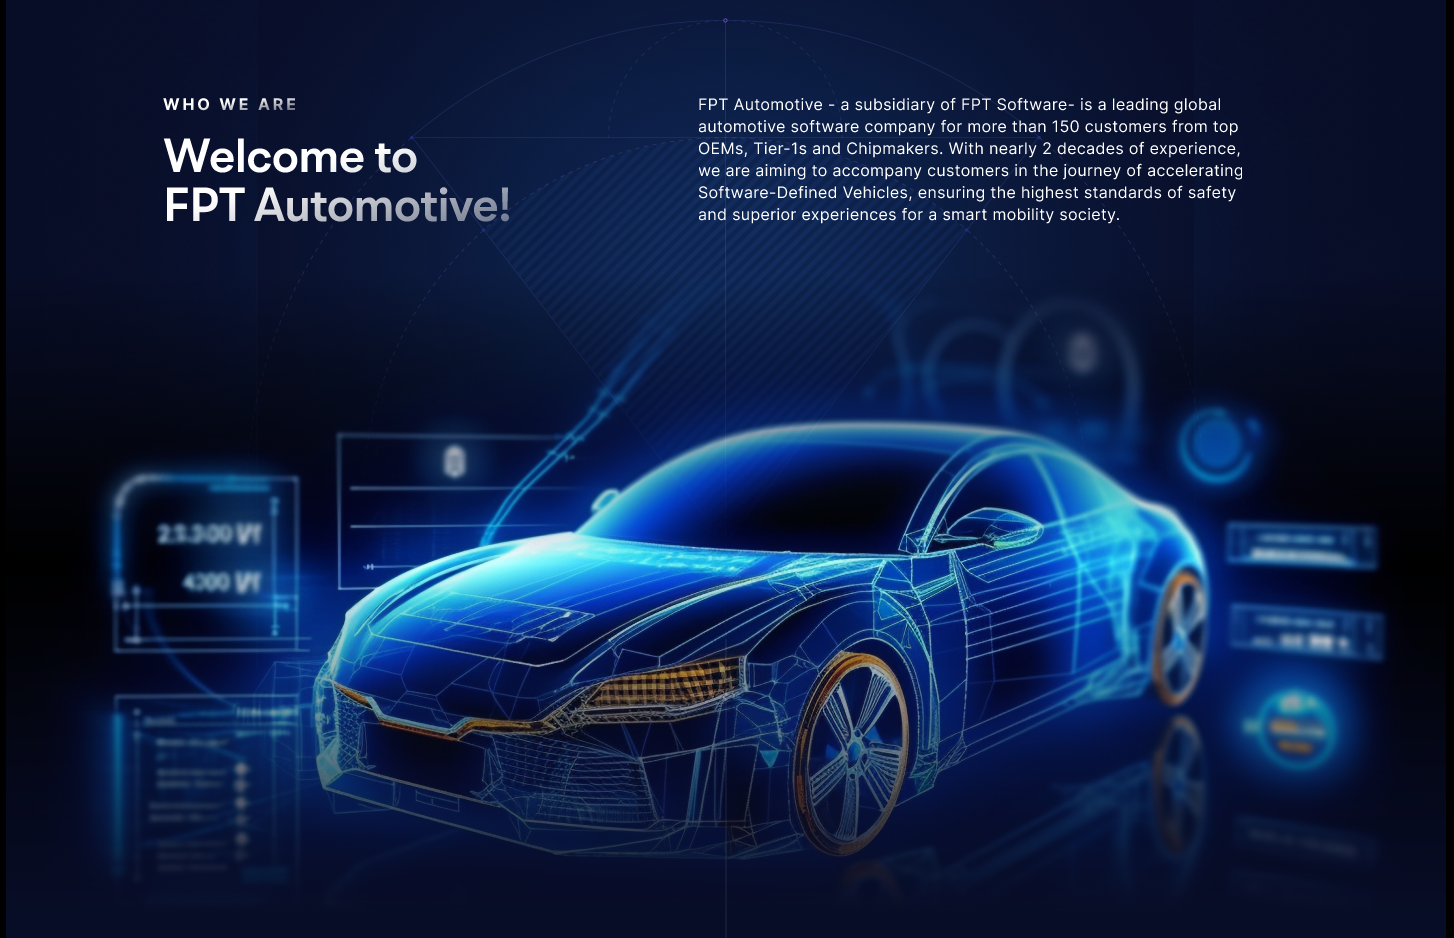 WHO WE ARE
Welcome to
FPT Automotive!
FPT Automotive - a subsidiary of FPT Software- is a leading global
automotive software company for more than 150 customers from top
OEMs, Tier-1s and Chipmakers. With nearly 2 decades of experience,
we are aiming to accompany customers in the journey of accelerating
Software-Defined Vehicles, ensuring the highest standards of safety
and superior experiences for a smart mobility society.